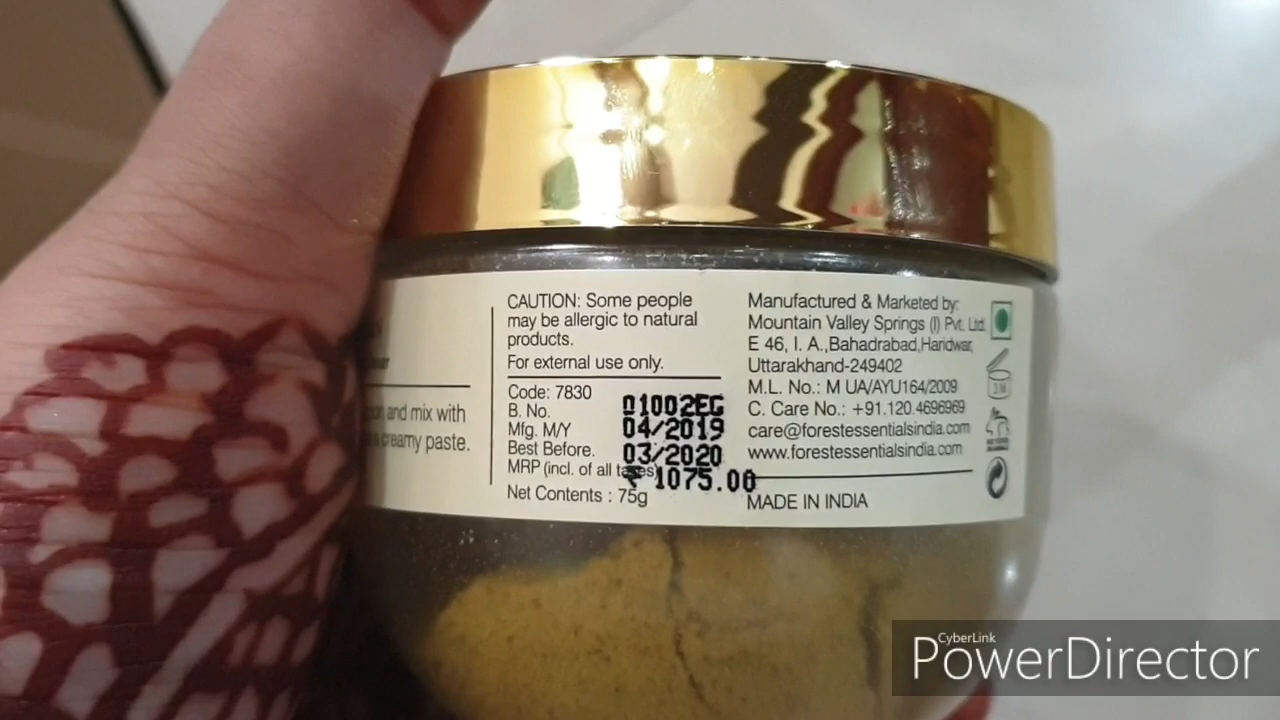 and mix with
creamy paste.
CAUTION: Some people
may be allergic to natural
products.
For external use only.
Code: 7830
B. No. 01002EG
Mfg. M/Y 04/2019
Best Before. 03/2020
MRP (incl. of all taxes) ₹ 1075.00
Net Contents : 75g
Manufactured & Marketed by:
Mountain Valley Springs (I) Pvt. Ltd.
E 46, I. A.,Bahadrabad,Haridwar,
Uttarakhand-249402
M.L. No.: M UA/AYU164/2009
C. Care No.: +91.120.4696969
care@forestessentialsindia.com
www.forestessentialsindia.com
MADE IN INDIA
CyberLink
PowerDirector